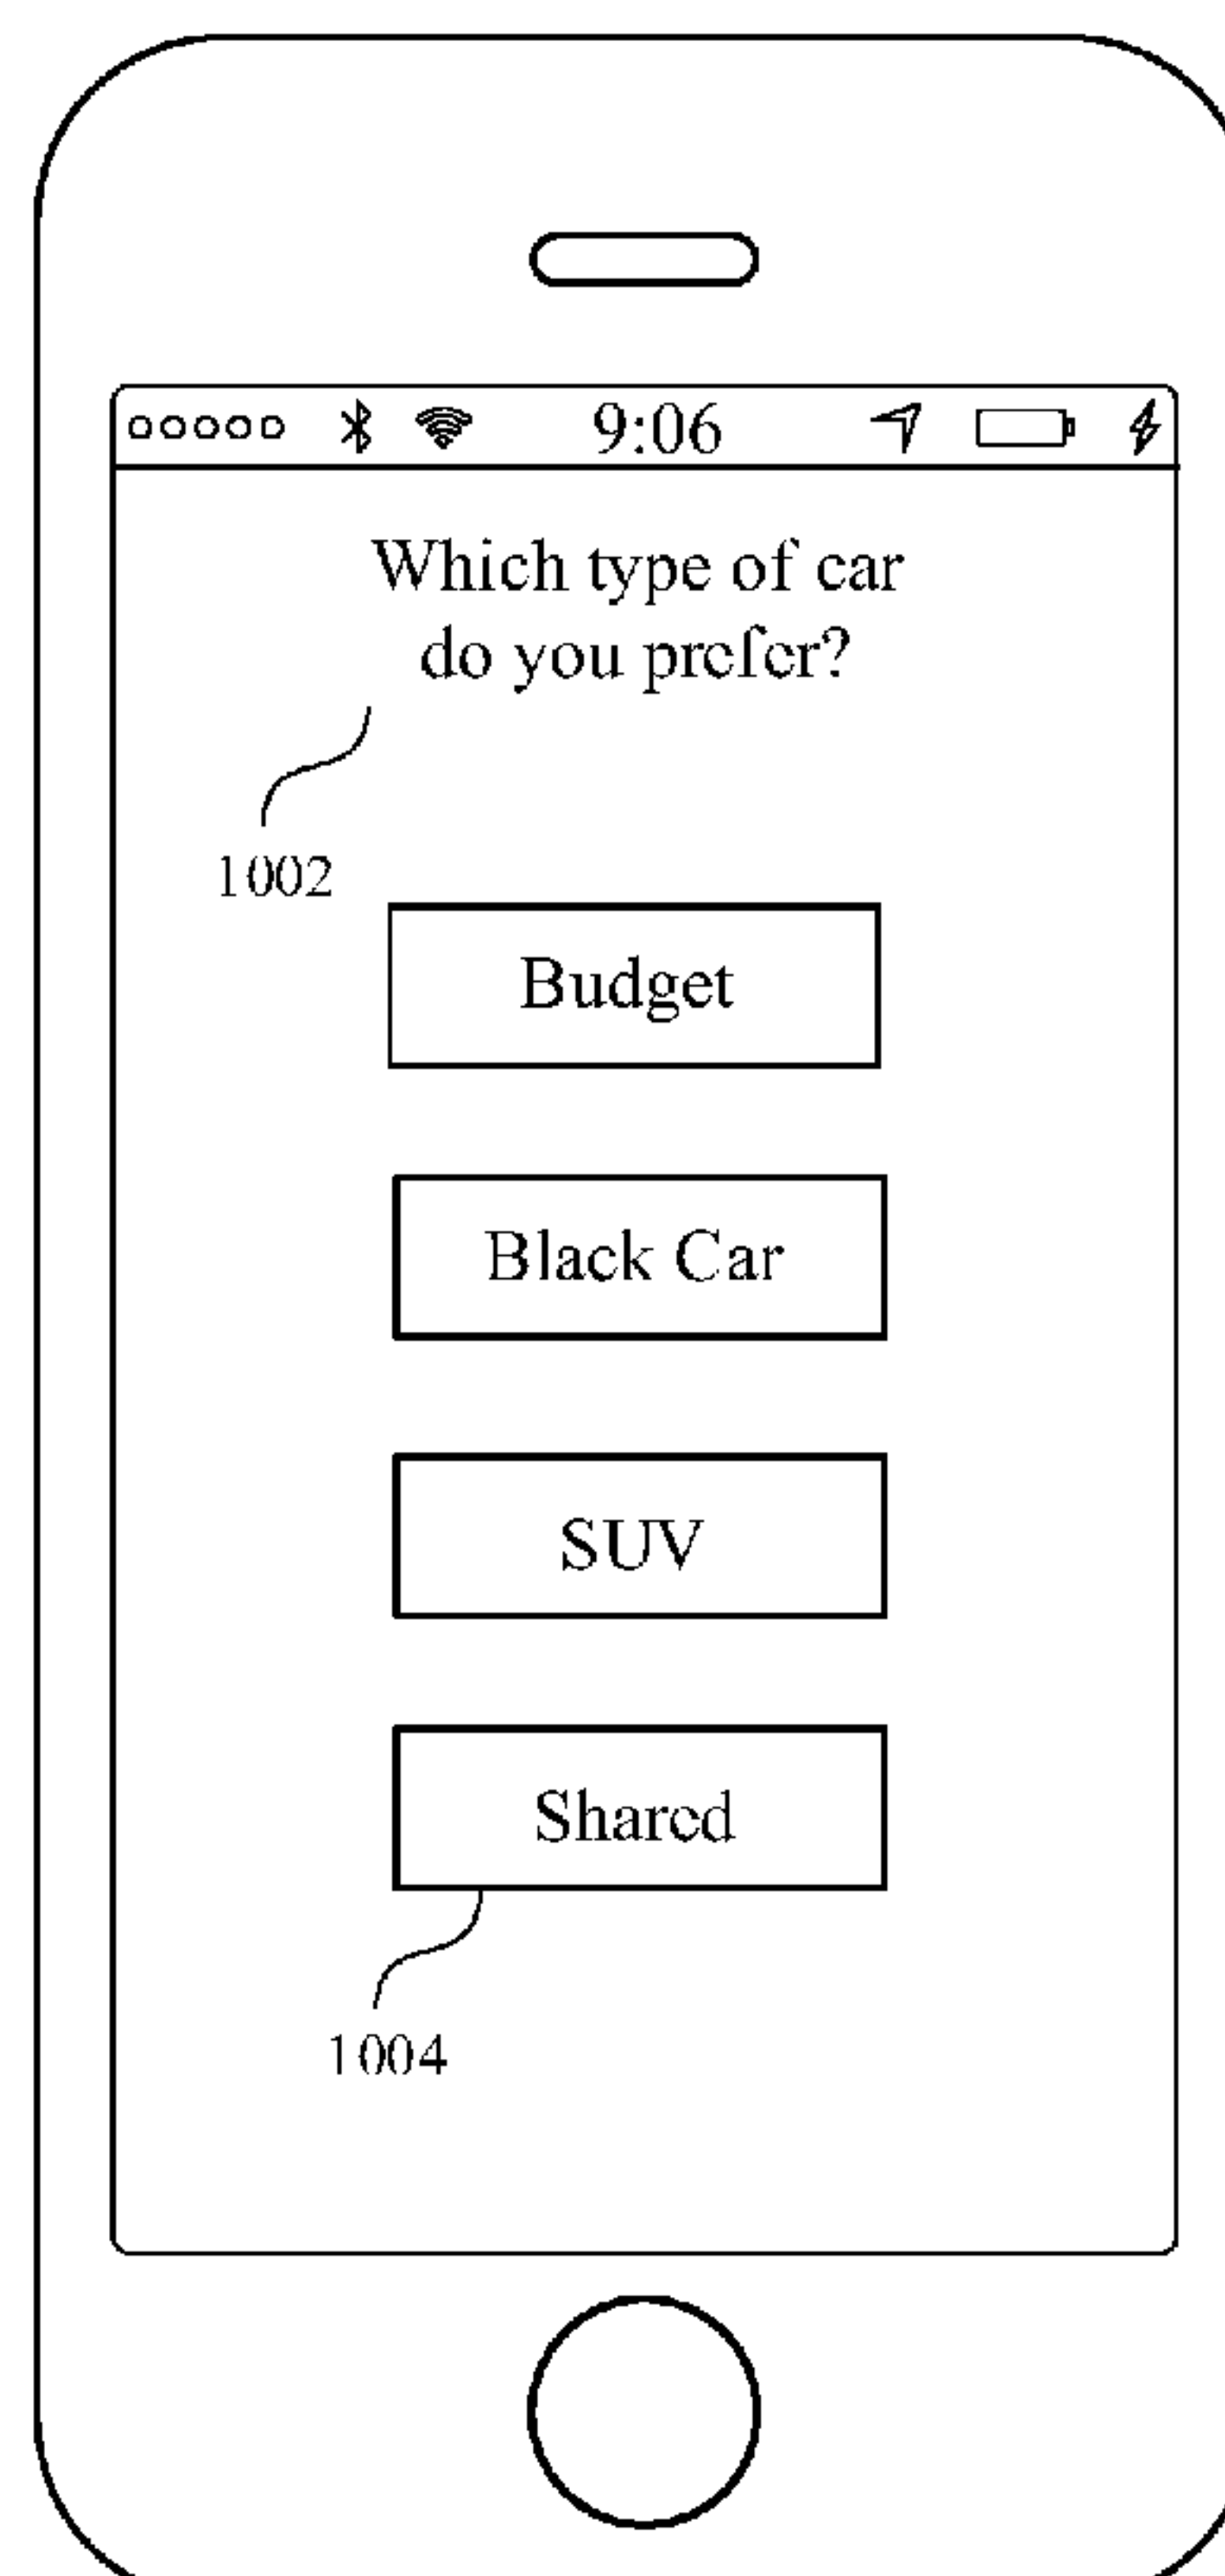 9:06
Which type of car
do you prefer?
1002
Budget
Black Car
SUV
Shared
1004